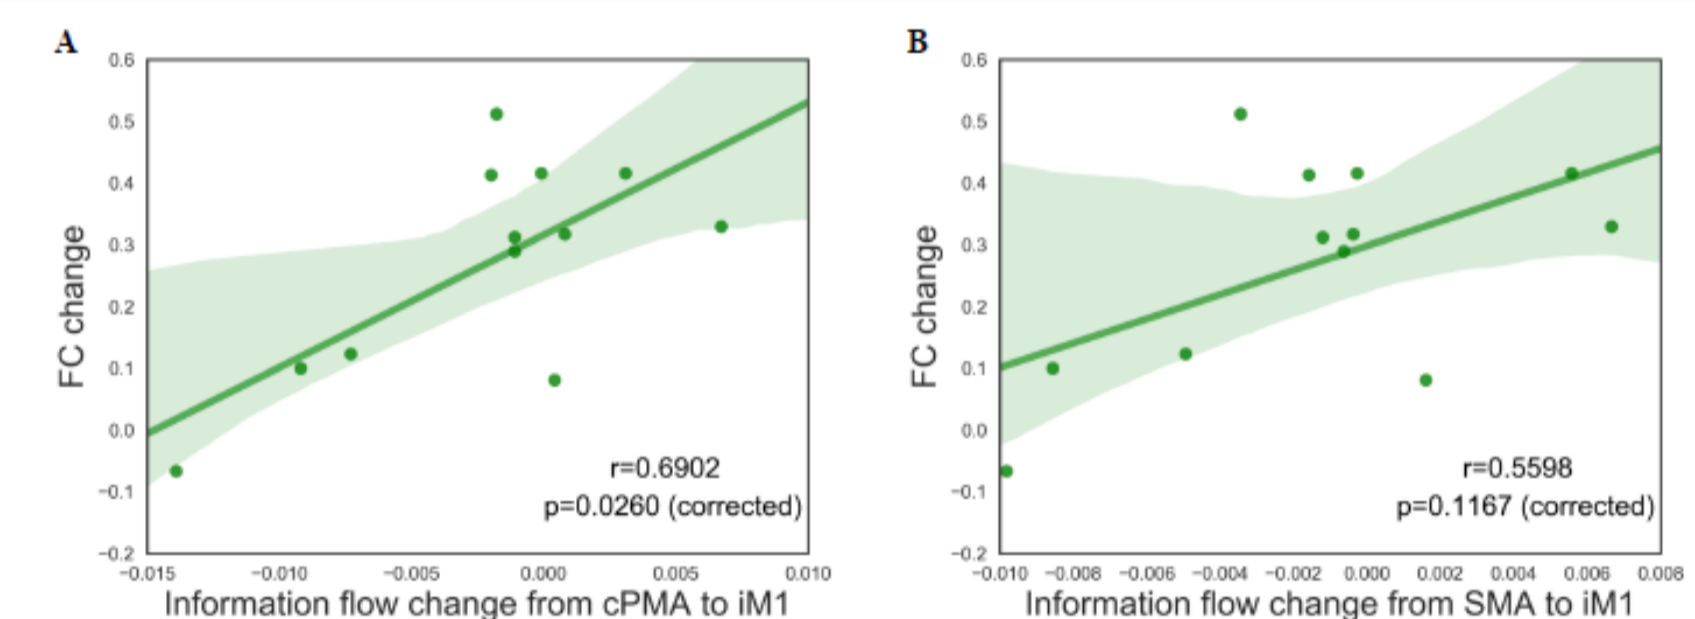 A
0.6
0.5
0.4
0.3
0.2
0.1
0.0
−0.1
−0.2
FC change
r=0.6902
p=0.0260 (corrected)
−0.015 −0.010 −0.005 0.000 0.005 0.010
Information flow change from cPMA to iM1
B
0.6
0.5
0.4
0.3
0.2
0.1
0.0
−0.1
−0.2
FC change
r=0.5598
p=0.1167 (corrected)
−0.010 −0.008 −0.006 −0.004 −0.002 0.000 0.002 0.004 0.006 0.008
Information flow change from SMA to iM1